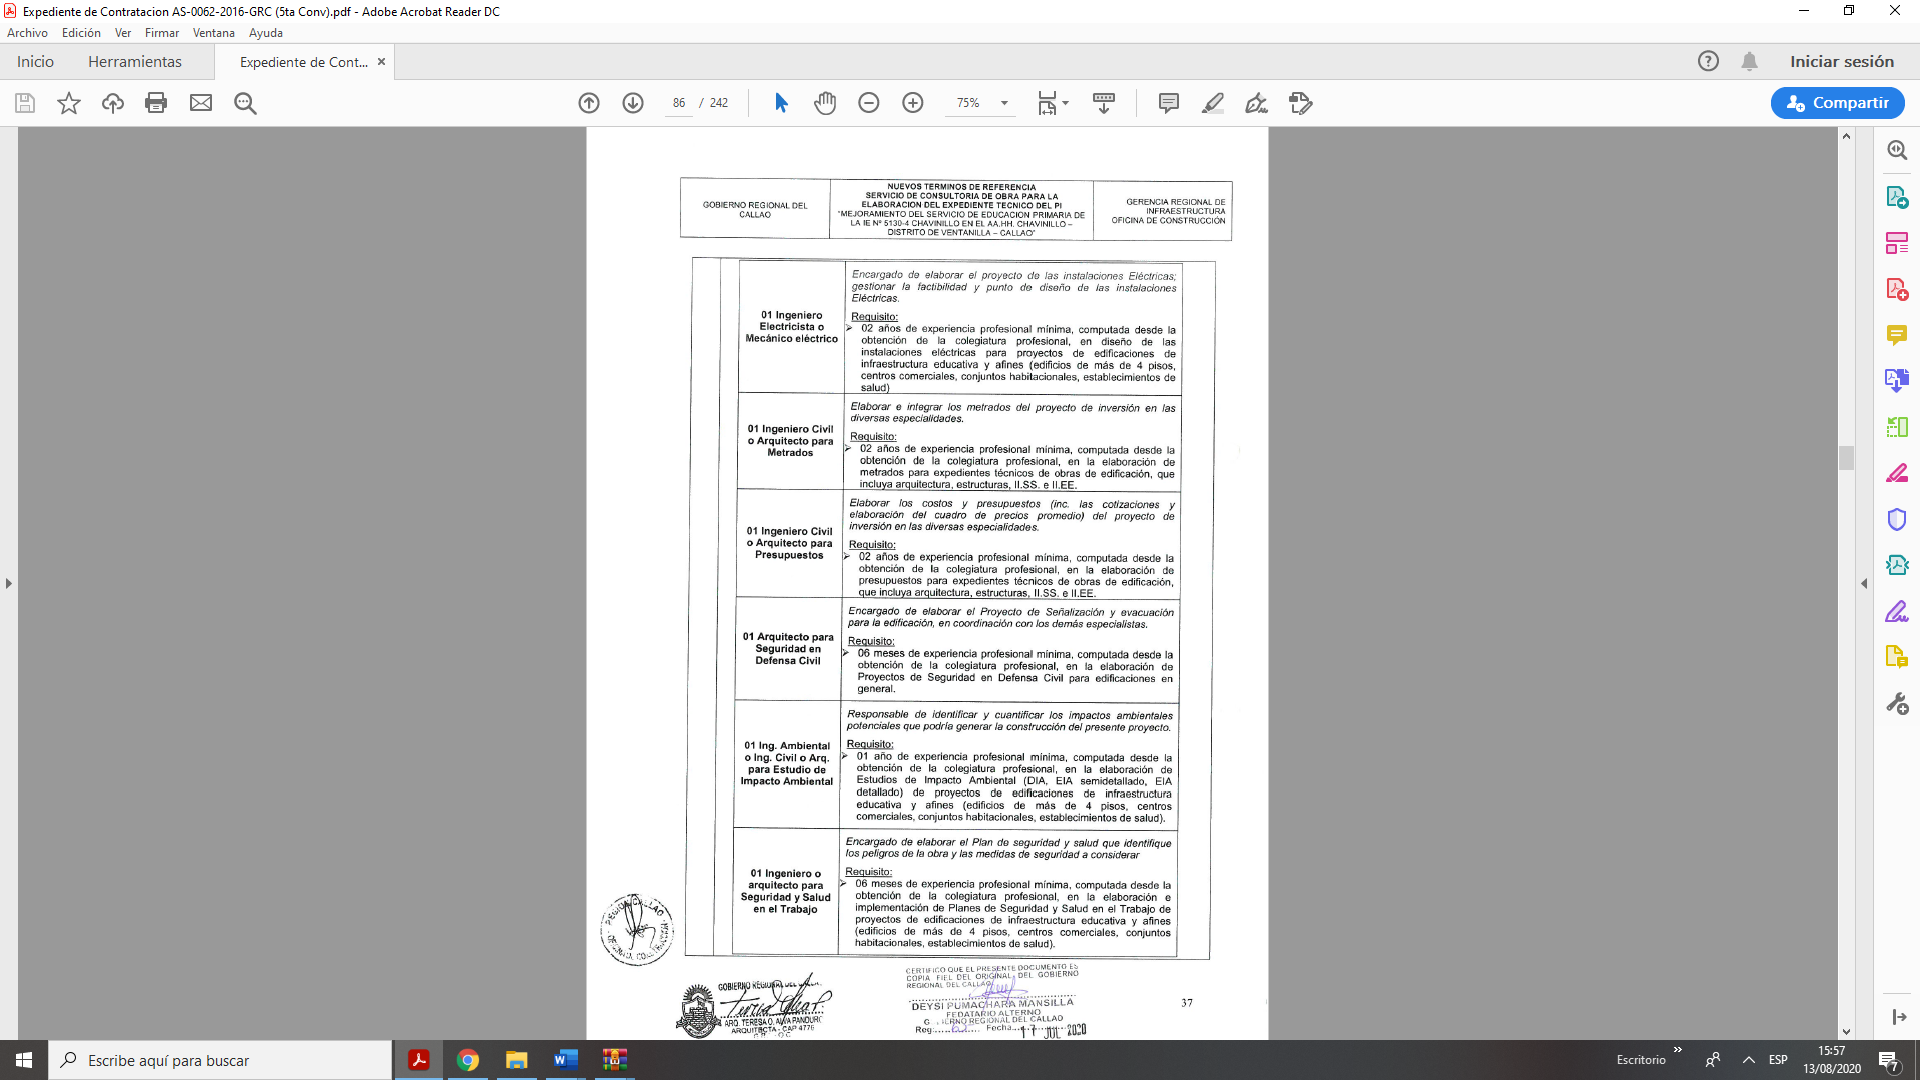 Expediente de Contratacion AS-0062-2016-GRC (5ta Conv).pdf - Adobe Acrobat Reader DC
Archivo Edición Ver Firmar Ventana Ayuda
Inicio Herramientas Expediente de Cont... Iniciar sesión
86 / 242 75% Compartir
GOBIERNO REGIONAL DEL
CALLAO
NUEVOS TERMINOS DE REFERENCIA
SERVICIO DE CONSULTORIA DE OBRA PARA LA
ELABORACION DEL EXPEDIENTE TECNICO DEL PI
"MEJORAMIENTO DEL SERVICIO DE EDUCACION PRIMARIA DE
LA IE Nº 5130-4 CHAVINILLO EN EL AA.HH. CHAVINILLO –
DISTRITO DE VENTANILLA – CALLAO"
GERENCIA REGIONAL DE
INFRAESTRUCTURA
OFICINA DE CONSTRUCCIÓN
01 Ingeniero
Electricista o
Mecánico eléctrico
Encargado de elaborar el proyecto de las instalaciones Eléctricas;
gestionar la factibilidad y punto de diseño de las instalaciones
Eléctricas.
Requisito:
➢ 02 años de experiencia profesional mínima, computada desde la
obtención de la colegiatura profesional, en diseño de las
instalaciones eléctricas para proyectos de edificaciones de
infraestructura educativa y afines (edificios de más de 4 pisos,
centros comerciales, conjuntos habitacionales, establecimientos de
salud)
01 Ingeniero Civil
o Arquitecto para
Metrados
Elaborar e integrar los metrados del proyecto de inversión en las
diversas especialidades.
Requisito:
➢ 02 años de experiencia profesional mínima, computada desde la
obtención de la colegiatura profesional, en la elaboración de
metrados para expedientes técnicos de obras de edificación, que
incluya arquitectura, estructuras, II.SS. e II.EE.
01 Ingeniero Civil
o Arquitecto para
Presupuestos
Elaborar los costos y presupuestos (inc. las cotizaciones y
elaboración del cuadro de precios promedio) del proyecto de
inversión en las diversas especialidades.
Requisito:
➢ 02 años de experiencia profesional mínima, computada desde la
obtención de la colegiatura profesional, en la elaboración de
presupuestos para expedientes técnicos de obras de edificación,
que incluya arquitectura, estructuras, II.SS. e II.EE.
01 Arquitecto para
Seguridad en
Defensa Civil
Encargado de elaborar el Proyecto de Señalización y evacuación
para la edificación, en coordinación con los demás especialistas.
Requisito:
➢ 06 meses de experiencia profesional mínima, computada desde la
obtención de la colegiatura profesional, en la elaboración de
Proyectos de Seguridad en Defensa Civil para edificaciones en
general.
01 Ing. Ambiental
o Ing. Civil o Arq.
para Estudio de
Impacto Ambiental
Responsable de identificar y cuantificar los impactos ambientales
potenciales que podría generar la construcción del presente proyecto.
Requisito:
➢ 01 año de experiencia profesional mínima, computada desde la
obtención de la colegiatura profesional, en la elaboración de
Estudios de Impacto Ambiental (DIA, EIA semidetallado, EIA
detallado) de proyectos de edificaciones de infraestructura
educativa y afines (edificios de más de 4 pisos, centros
comerciales, conjuntos habitacionales, establecimientos de salud).
01 Ingeniero o
arquitecto para
Seguridad y Salud
en el Trabajo
Encargado de elaborar el Plan de seguridad y salud que identifique
los peligros de la obra y las medidas de seguridad a considerar
Requisito:
➢ 06 meses de experiencia profesional mínima, computada desde la
obtención de la colegiatura profesional, en la elaboración e
implementación de Planes de Seguridad y Salud en el Trabajo de
proyectos de edificaciones de infraestructura educativa y afines
(edificios de más de 4 pisos, centros comerciales, conjuntos
habitacionales, establecimientos de salud).
REGION CALLAO
GOBIERNO REGIONAL DEL
ARQ. TERESA O.
ARQUITECTA - CAP 4776
CERTIFICO QUE EL PRESENTE DOCUMENTO ES
COPIA FIEL DEL ORIGINAL DEL GOBIERNO
REGIONAL DEL CALLAO
DEYSI PUMACHARA MANSILLA
FEDATARIO ALTERNO
GOBIERNO REGIONAL DEL CALLAO
Reg:...... Fecha... 17 JUL 2020
37
Escribe aquí para buscar
Escritorio » ESP 15:57
13/08/2020
7